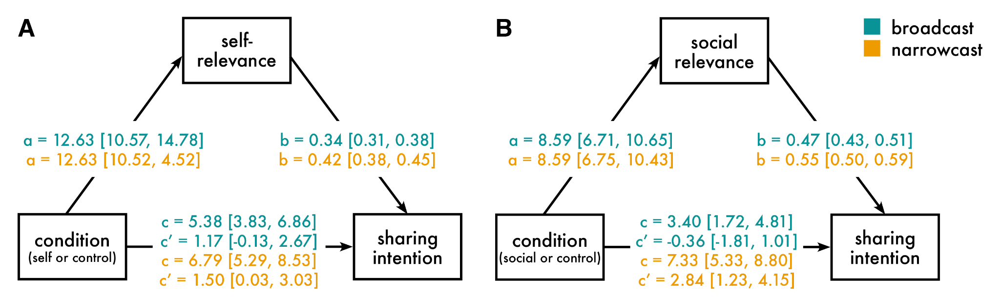 A
self-
relevance
a = 12.63 [10.57, 14.78]
a = 12.63 [10.52, 4.52]
b = 0.34 [0.31, 0.38]
b = 0.42 [0.38, 0.45]
condition
(self or control)
c = 5.38 [3.83, 6.86]
c′ = 1.17 [-0.13, 2.67]
c = 6.79 [5.29, 8.53]
c′ = 1.50 [0.03, 3.03]
sharing
intention
B
social
relevance
a = 8.59 [6.71, 10.65]
a = 8.59 [6.75, 10.43]
b = 0.47 [0.43, 0.51]
b = 0.55 [0.50, 0.59]
condition
(social or control)
c = 3.40 [1.72, 4.81]
c′ = -0.36 [-1.81, 1.01]
c = 7.33 [5.33, 8.80]
c′ = 2.84 [1.23, 4.15]
sharing
intention
broadcast
narrowcast